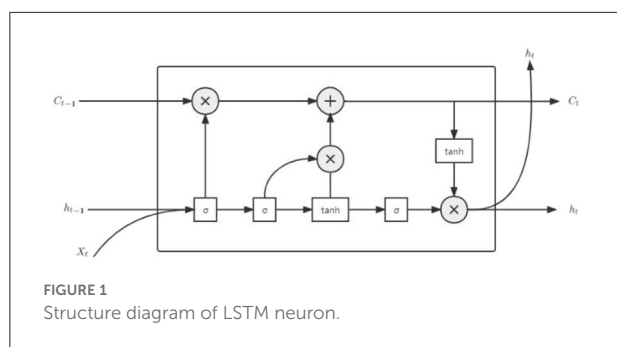 h_t
C_{t-1} × + C_t
tanh
×
h_{t-1} σ σ tanh σ × h_t
X_t
FIGURE 1
Structure diagram of LSTM neuron.